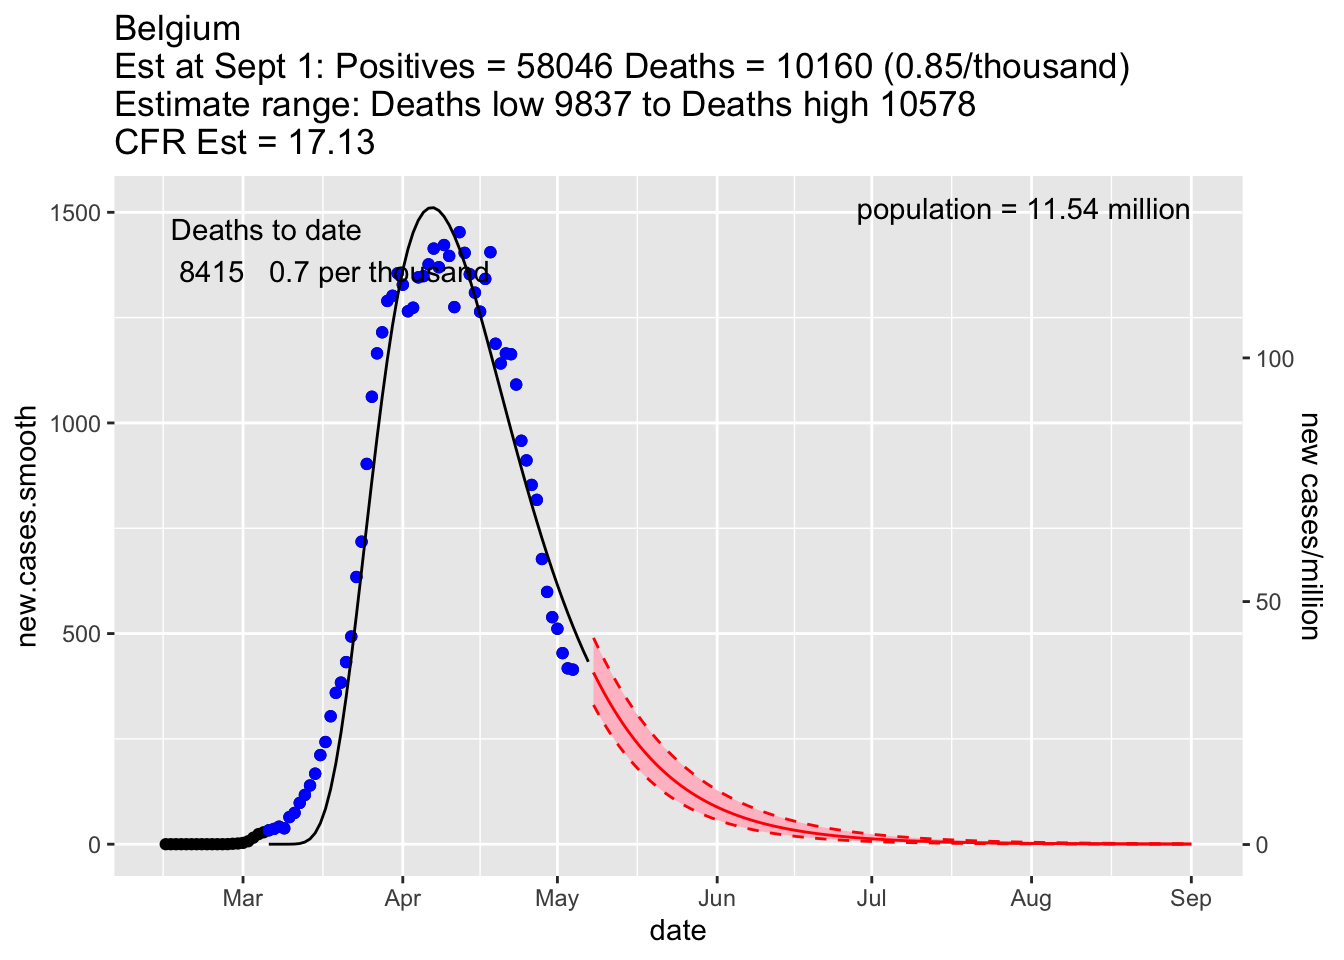 Belgium
Est at Sept 1: Positives = 58046 Deaths = 10160 (0.85/thousand)
Estimate range: Deaths low 9837 to Deaths high 10578
CFR Est = 17.13
population = 11.54 million
Deaths to date
8415 0.7 per thousand
1500
1000
500
0
new.cases.smooth
100
50
0
new cases/million
Mar Apr May Jun Jul Aug Sep
date